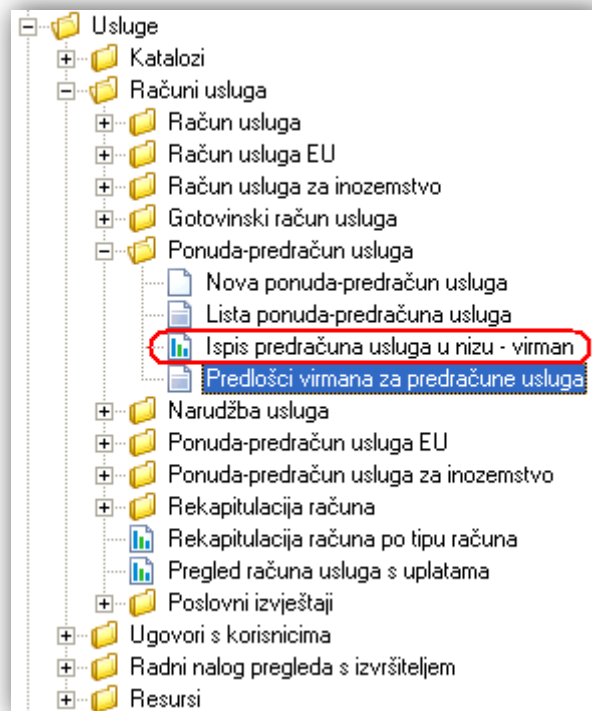 Usluge
Katalozi
Računi usluga
Račun usluga
Račun usluga EU
Račun usluga za inozemstvo
Gotovinski račun usluga
Ponuda-predračun usluga
Nova ponuda-predračun usluga
Lista ponuda-predračuna usluga
Ispis predračuna usluga u nizu - virman
Predlošci virmana za predračune usluga
Narudžba usluga
Ponuda-predračun usluga EU
Ponuda-predračun usluga za inozemstvo
Rekapitulacija računa
Rekapitulacija računa po tipu računa
Pregled računa usluga s uplatama
Poslovni izvještaji
Ugovori s korisnicima
Radni nalog pregleda s izvršiteljem
Resursi